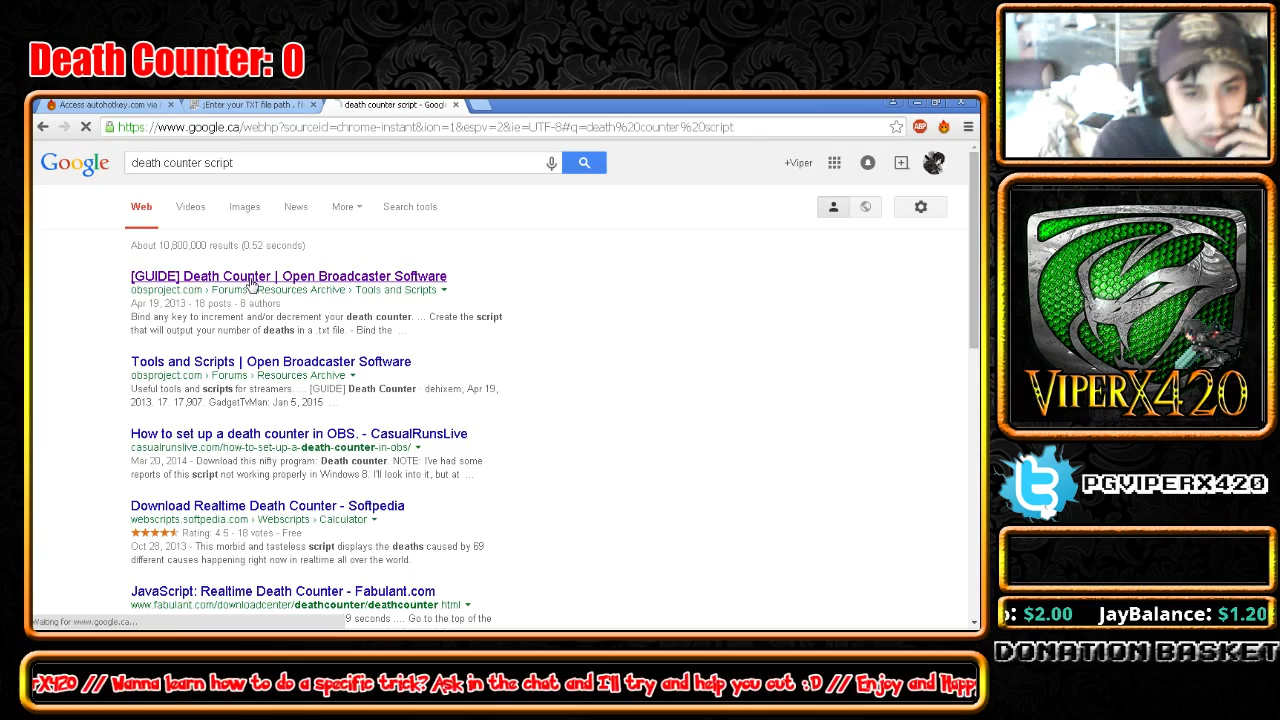 Death Counter: 0
Access autohotkey.com via
;Enter your TXT file path , fi
death counter script - Googl
https://www.google.ca/webhp?sourceid=chrome-instant&ion=1&espv=2&ie=UTF-8#q=death%20counter%20script
ABP
Google
death counter script
+Viper
Web Videos Images News More Search tools
About 10,800,000 results (0.52 seconds)
[GUIDE] Death Counter | Open Broadcaster Software
obsproject.com › Forums › Resources Archive › Tools and Scripts
Apr 19, 2013 - 18 posts - 8 authors
Bind any key to increment and/or decrement your death counter. ... Create the script
that will output your number of deaths in a .txt file. - Bind the ...
Tools and Scripts | Open Broadcaster Software
obsproject.com › Forums › Resources Archive
Useful tools and scripts for streamers. ... [GUIDE] Death Counter · dehixem, Apr 19,
2013. 17. 17,907. GadgetTvMan: Jan 5, 2015 ...
How to set up a death counter in OBS. - CasualRunsLive
casualrunslive.com/how-to-set-up-a-death-counter-in-obs/
Mar 20, 2014 - Download this nifty program: Death counter. NOTE: I've had some
reports of this script not working properly in Windows 8. I'll look into it, but at ...
Download Realtime Death Counter - Softpedia
webscripts.softpedia.com › Webscripts › Calculator
Rating: 4.5 - 18 votes - Free
Oct 28, 2013 - This morbid and tasteless script displays the deaths caused by 69
different causes happening right now in realtime all over the world.
JavaScript: Realtime Death Counter - Fabulant.com
www.fabulant.com/downloadcenter/deathcounter/deathcounter.html
9 seconds .... Go to the top of the
Waiting for www.google.ca...
VIPERX420
PGVIPERX420
: $2.00 JayBalance: $1.20
DONATION BASKET
rX420 // Wanna learn how to do a specific trick? Ask in the chat and I'll try and help you out :D // Enjoy and Happ